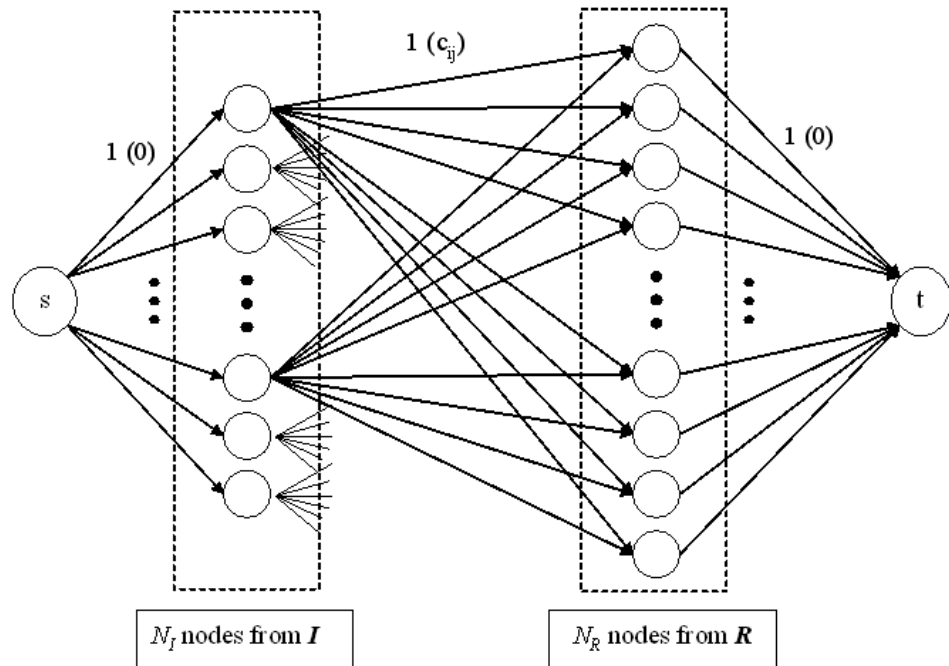 1 (c_ij)
1 (0)
1 (0)
s
t
N_I nodes from I
N_R nodes from R